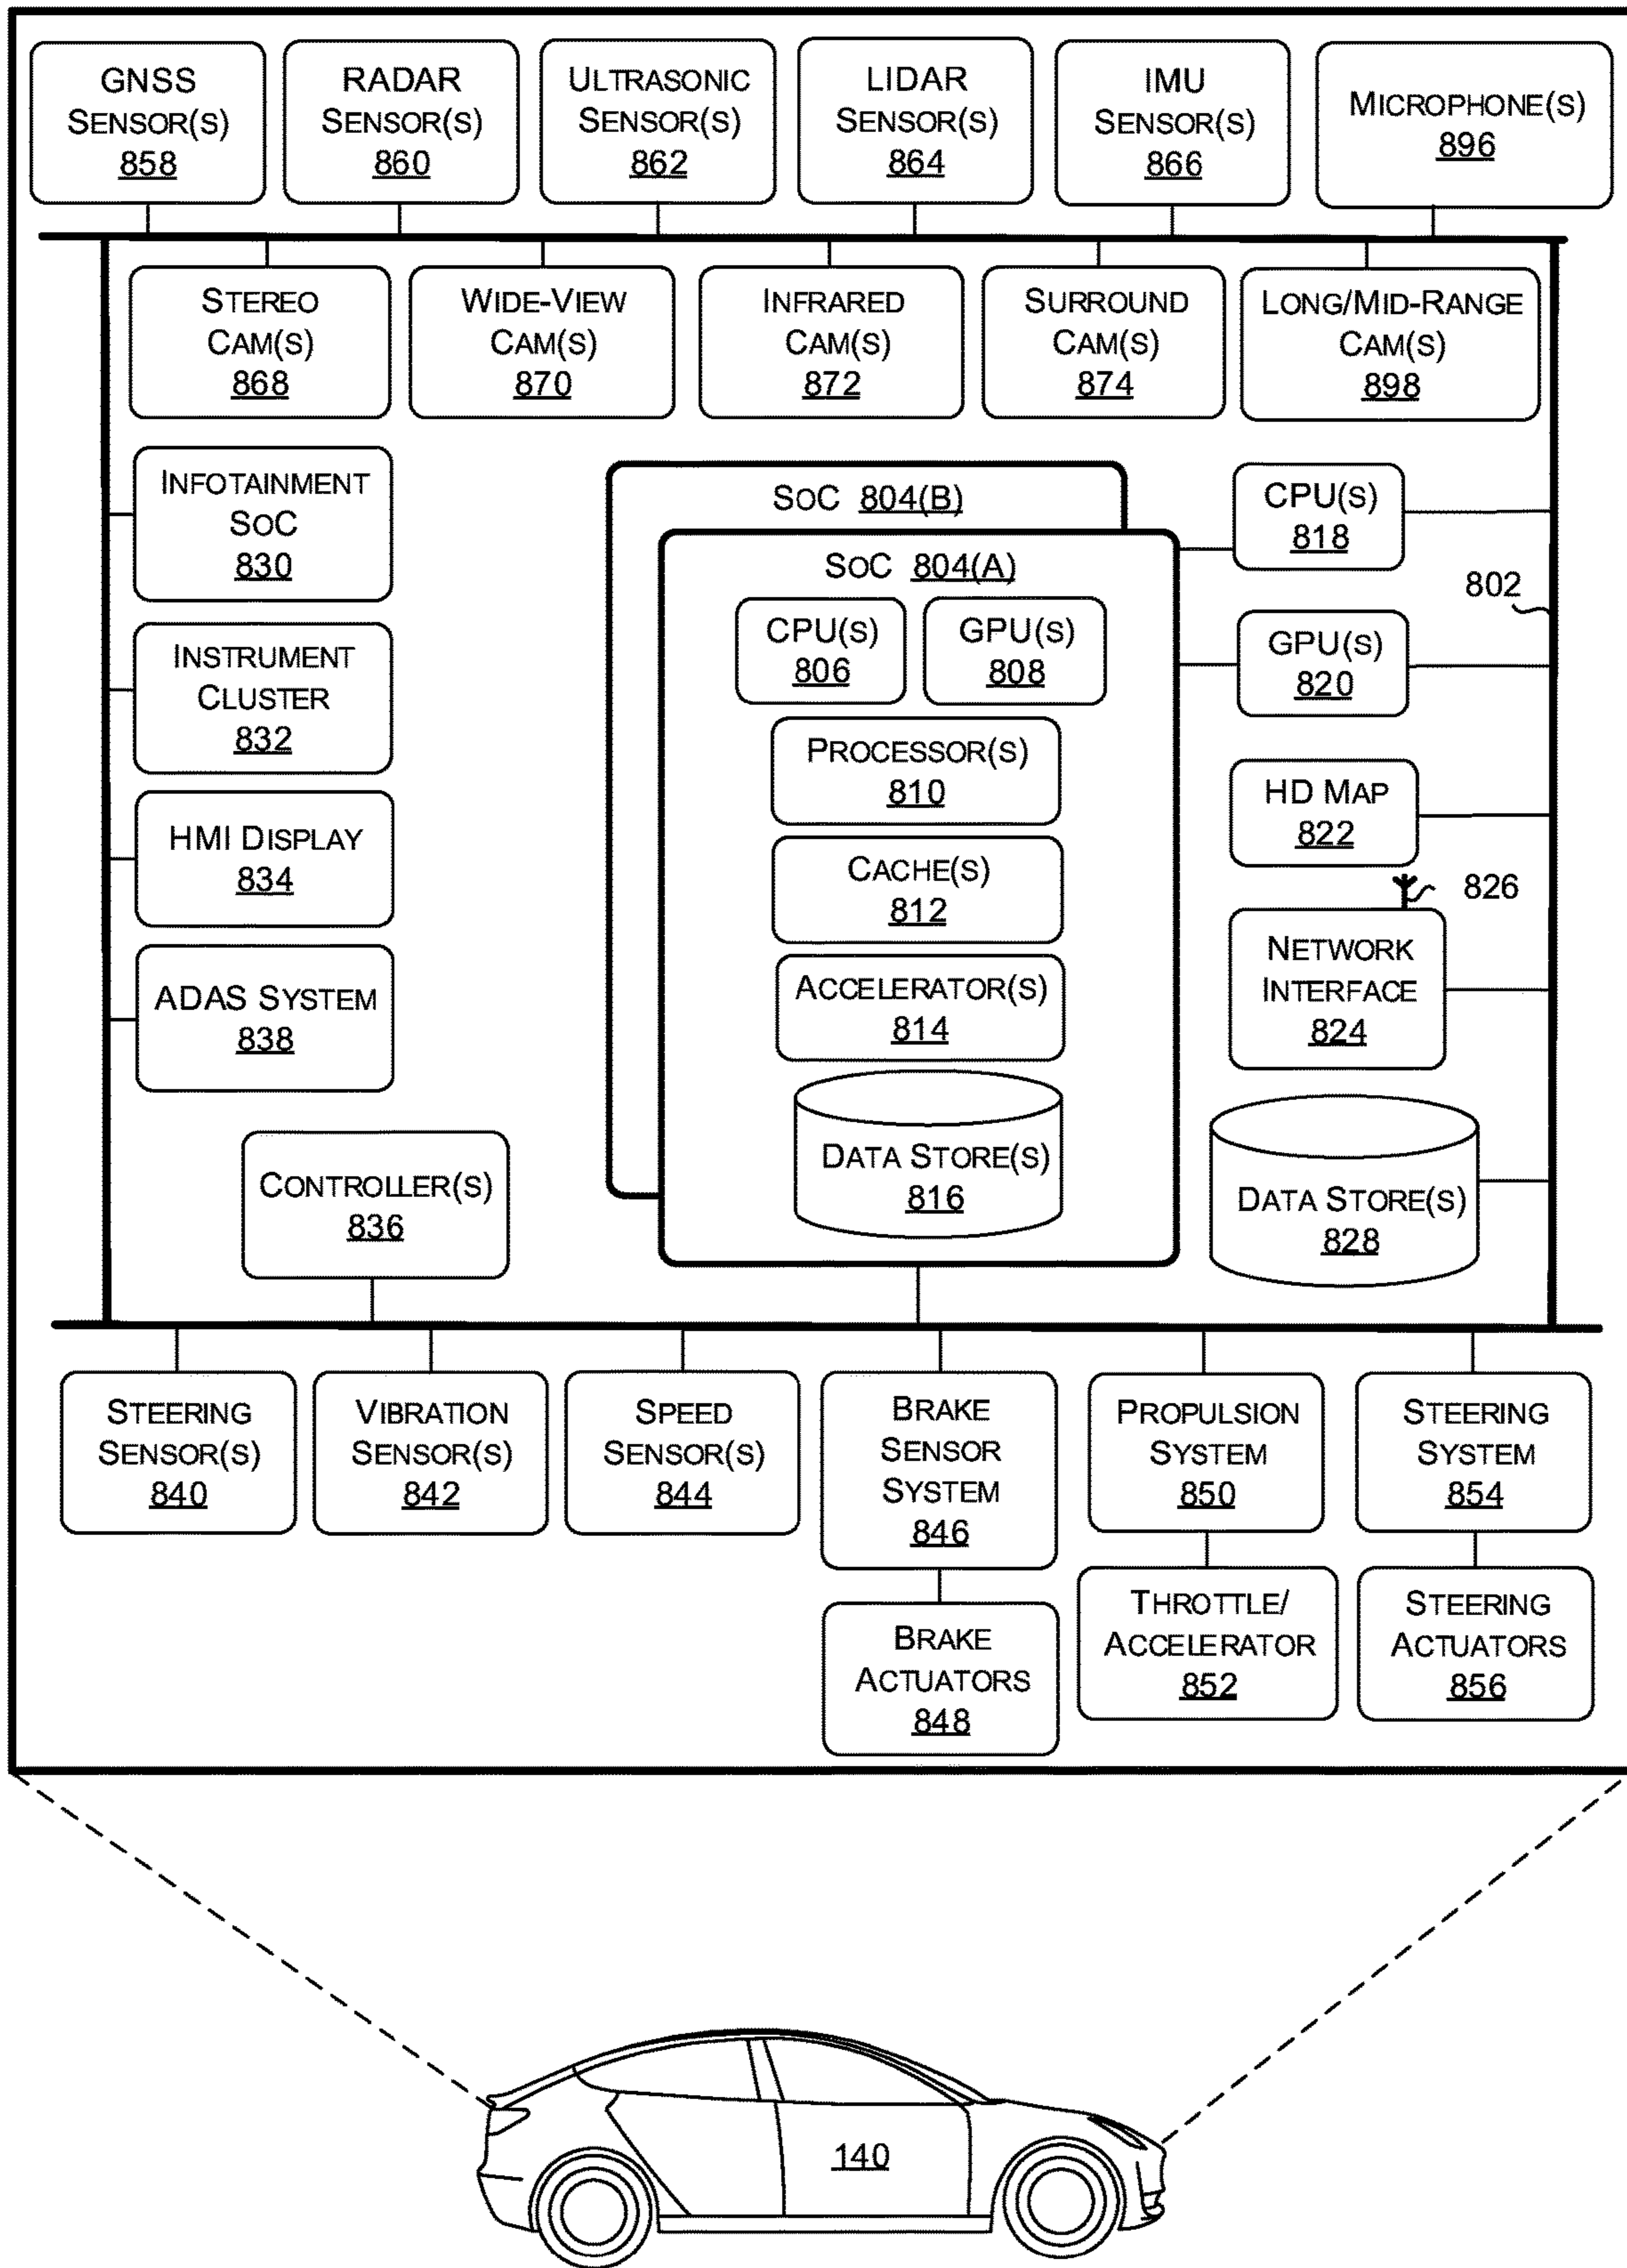 GNSS
SENSOR(S)
858
RADAR
SENSOR(S)
860
ULTRASONIC
SENSOR(S)
862
LIDAR
SENSOR(S)
864
IMU
SENSOR(S)
866
MICROPHONE(S)
896
STEREO
CAM(S)
868
WIDE-VIEW
CAM(S)
870
INFRARED
CAM(S)
872
SURROUND
CAM(S)
874
LONG/MID-RANGE
CAM(S)
898
INFOTAINMENT
SOC
830
INSTRUMENT
CLUSTER
832
HMI DISPLAY
834
ADAS SYSTEM
838
CONTROLLER(S)
836
SOC 804(B)
SOC 804(A)
CPU(S)
806
GPU(S)
808
PROCESSOR(S)
810
CACHE(S)
812
ACCELERATOR(S)
814
DATA STORE(S)
816
CPU(S)
818
802
GPU(S)
820
HD MAP
822
826
NETWORK
INTERFACE
824
DATA STORE(S)
828
STEERING
SENSOR(S)
840
VIBRATION
SENSOR(S)
842
SPEED
SENSOR(S)
844
BRAKE
SENSOR
SYSTEM
846
PROPULSION
SYSTEM
850
STEERING
SYSTEM
854
BRAKE
ACTUATORS
848
THROTTLE/
ACCELERATOR
852
STEERING
ACTUATORS
856
140